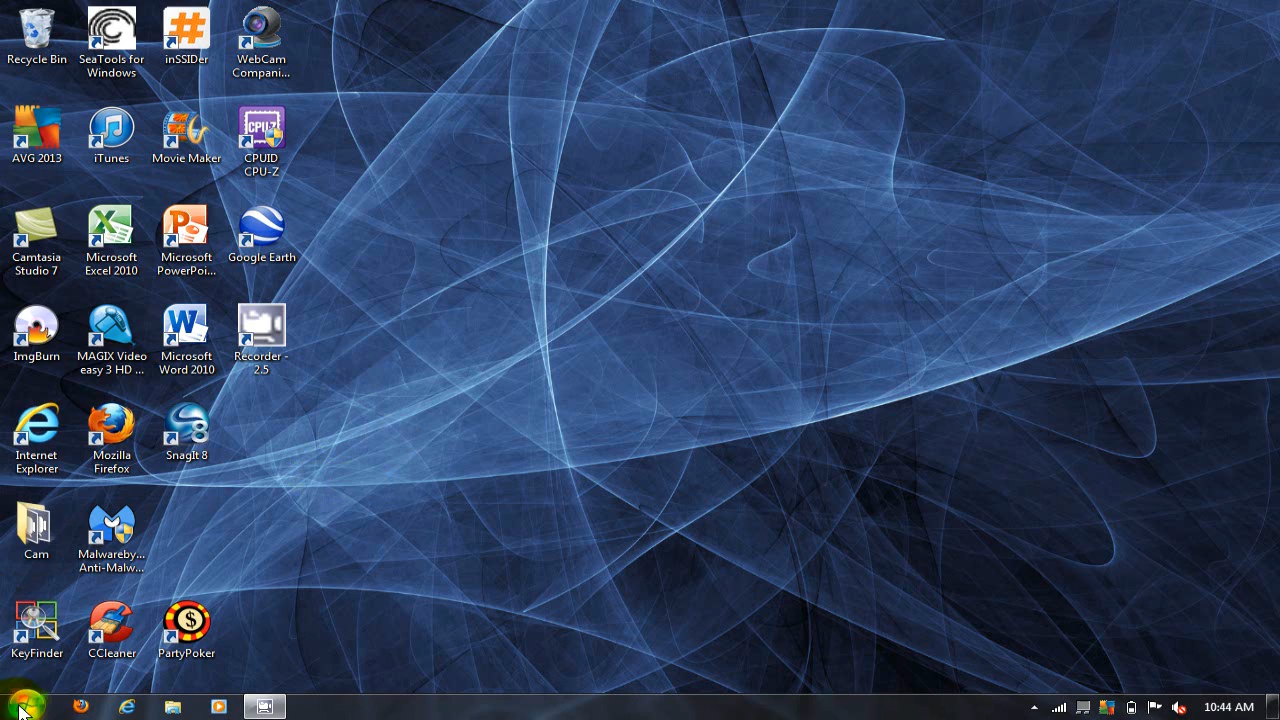 Recycle Bin
SeaTools for
Windows
inSSIDer
WebCam
Compani...
AVG 2013
iTunes
Movie Maker
CPU-Z
CPUID
CPU-Z
Camtasia
Studio 7
Microsoft
Excel 2010
Microsoft
PowerPoi...
Google Earth
ImgBurn
MAGIX Video
easy 3 HD ...
Microsoft
Word 2010
Recorder -
2.5
Internet
Explorer
Mozilla
Firefox
SnagIt 8
Cam
Malwareby...
Anti-Malw...
KeyFinder
CCleaner
PartyPoker
10:44 AM